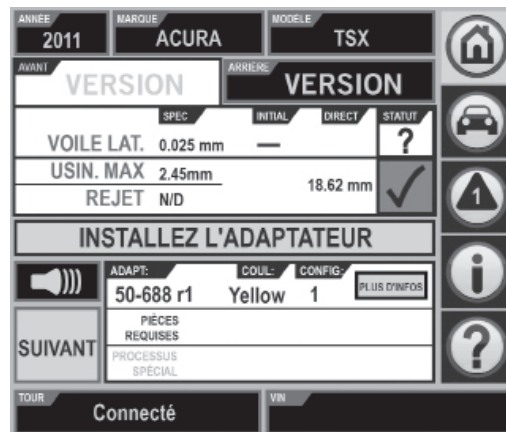 ANNÉE MARQUE MODÈLE
2011 ACURA TSX
AVANT ARRIÈRE
VERSION VERSION
SPEC INITIAL DIRECT STATUT
VOILE LAT. 0.025 mm — ?
USIN. MAX 2.45mm
18.62 mm
REJET N/D
INSTALLEZ L'ADAPTATEUR
ADAPT: COUL: CONFIG:
50-688 r1 Yellow 1 PLUS D'INFOS
PIÈCES
REQUISES
SUIVANT
PROCESSUS
SPÉCIAL
TOUR VIN
Connecté
1
i
?